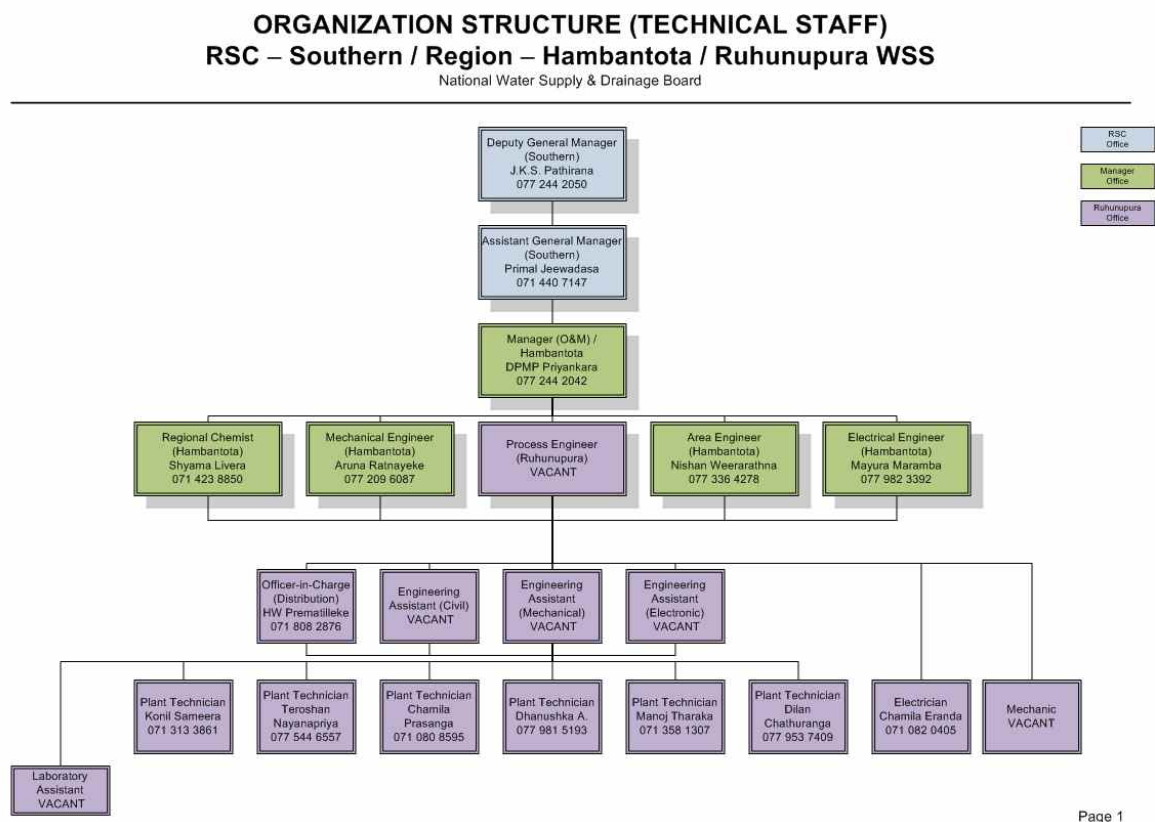 ORGANIZATION STRUCTURE (TECHNICAL STAFF)
RSC – Southern / Region – Hambantota / Ruhunupura WSS
National Water Supply & Drainage Board
RSC
Office
Manager
Office
Ruhunupura
Office
Deputy General Manager
(Southern)
J.K.S. Pathirana
077 244 2050
Assistant General Manager
(Southern)
Primal Jeewadasa
071 440 7147
Manager (O&M) /
Hambantota
DPMP Priyankara
077 244 2042
Regional Chemist
(Hambantota)
Shyama Livera
071 423 8850
Mechanical Engineer
(Hambantota)
Aruna Ratnayeke
077 209 6087
Process Engineer
(Ruhunupura)
VACANT
Area Engineer
(Hambantota)
Nishan Weerarathna
077 336 4278
Electrical Engineer
(Hambantota)
Mayura Maramba
077 982 3392
Officer-in-Charge
(Distribution)
HW Prematilleke
071 808 2876
Engineering
Assistant (Civil)
VACANT
Engineering
Assistant
(Mechanical)
VACANT
Engineering
Assistant
(Electronic)
VACANT
Plant Technician
Konil Sameera
071 313 3861
Plant Technician
Teroshan
Nayanapriya
077 544 6557
Plant Technician
Chamila
Prasanga
071 080 8595
Plant Technician
Dhanushka A.
077 981 5193
Plant Technician
Manoj Tharaka
071 358 1307
Plant Technician
Dilan
Chathuranga
077 953 7409
Electrician
Chamila Eranda
071 082 0405
Mechanic
VACANT
Laboratory
Assistant
VACANT
Page 1